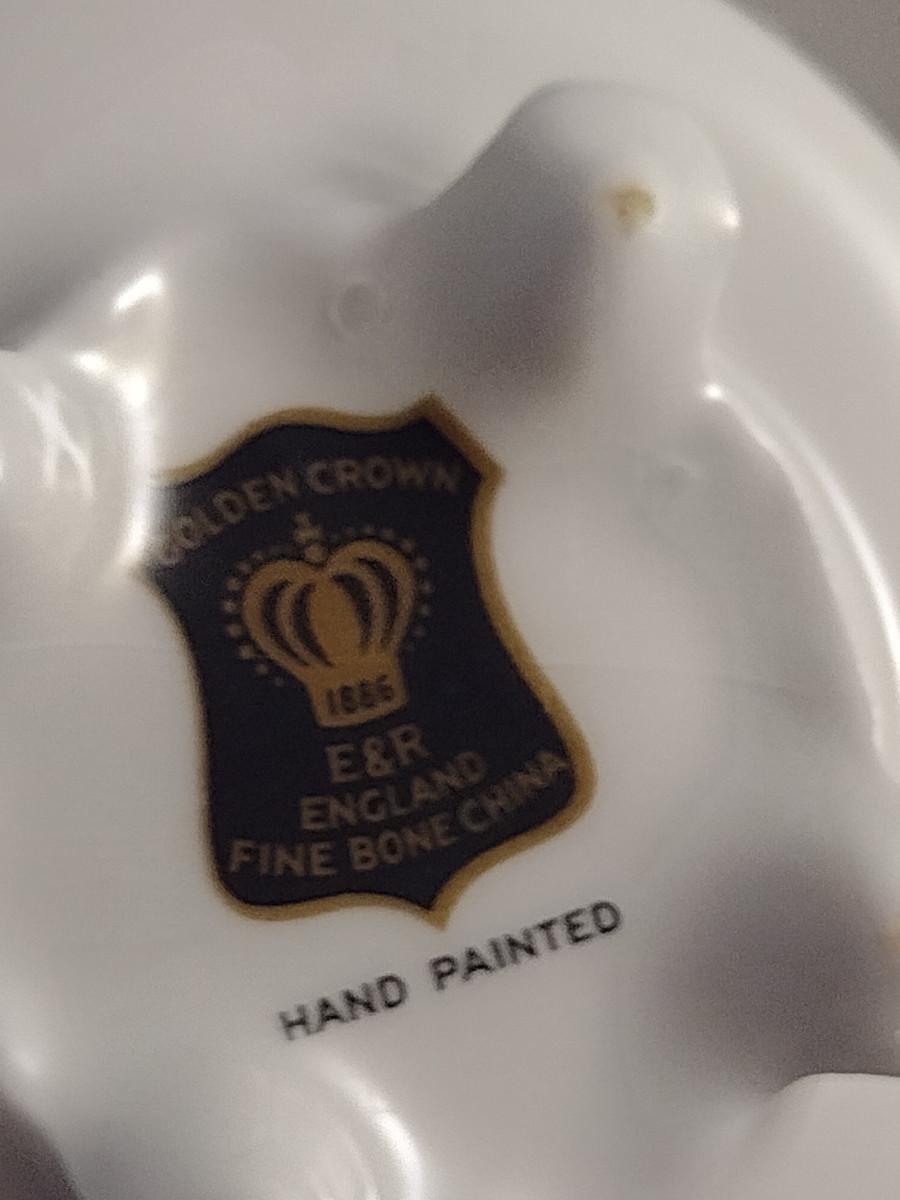 GOLDEN CROWN
1886
E&R
ENGLAND
FINE BONE CHINA
HAND PAINTED